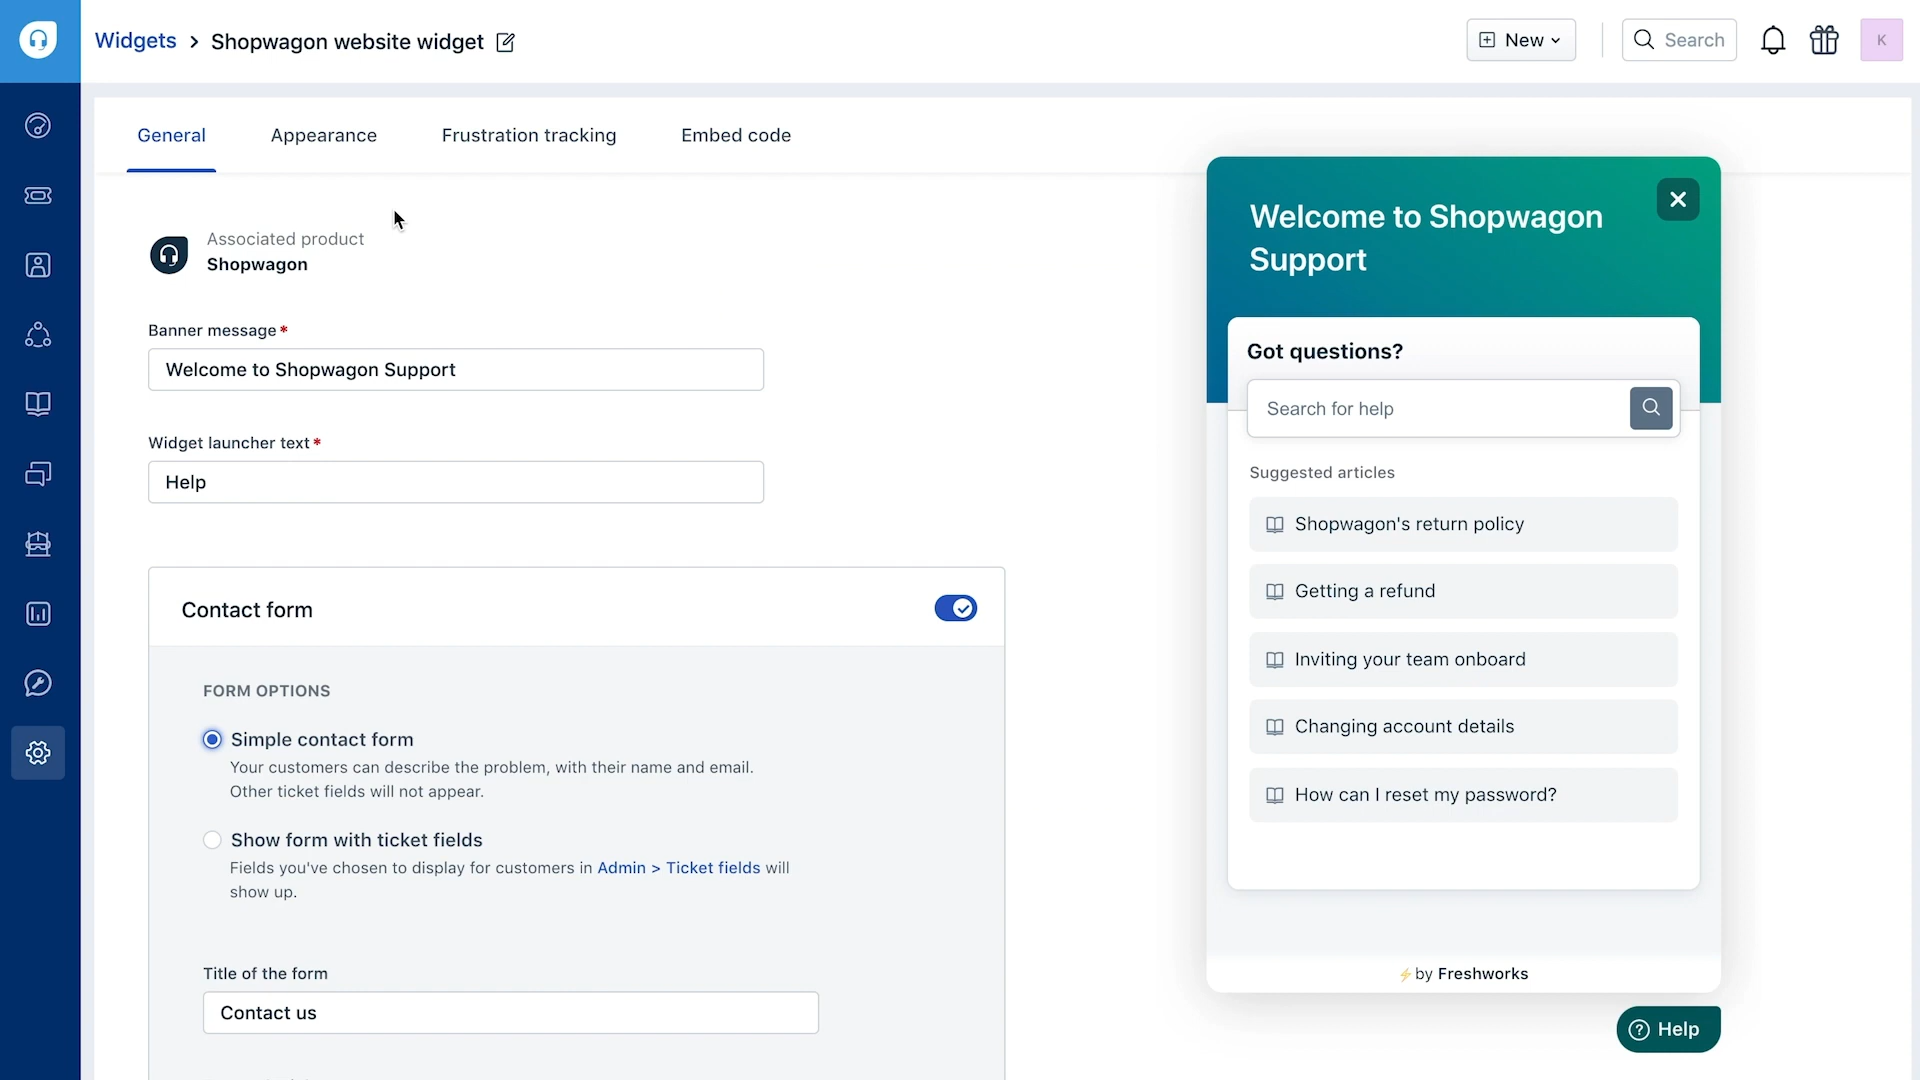 Widgets > Shopwagon website widget
New
Search
K
General
Appearance
Frustration tracking
Embed code
Associated product
Shopwagon
Banner message*
Welcome to Shopwagon Support
Widget launcher text*
Help
Contact form
FORM OPTIONS
Simple contact form
Your customers can describe the problem, with their name and email.
Other ticket fields will not appear.
Show form with ticket fields
Fields you've chosen to display for customers in Admin > Ticket fields will
show up.
Title of the form
Contact us
Welcome to Shopwagon
Support
Got questions?
Search for help
Suggested articles
Shopwagon's return policy
Getting a refund
Inviting your team onboard
Changing account details
How can I reset my password?
⚡by Freshworks
Help